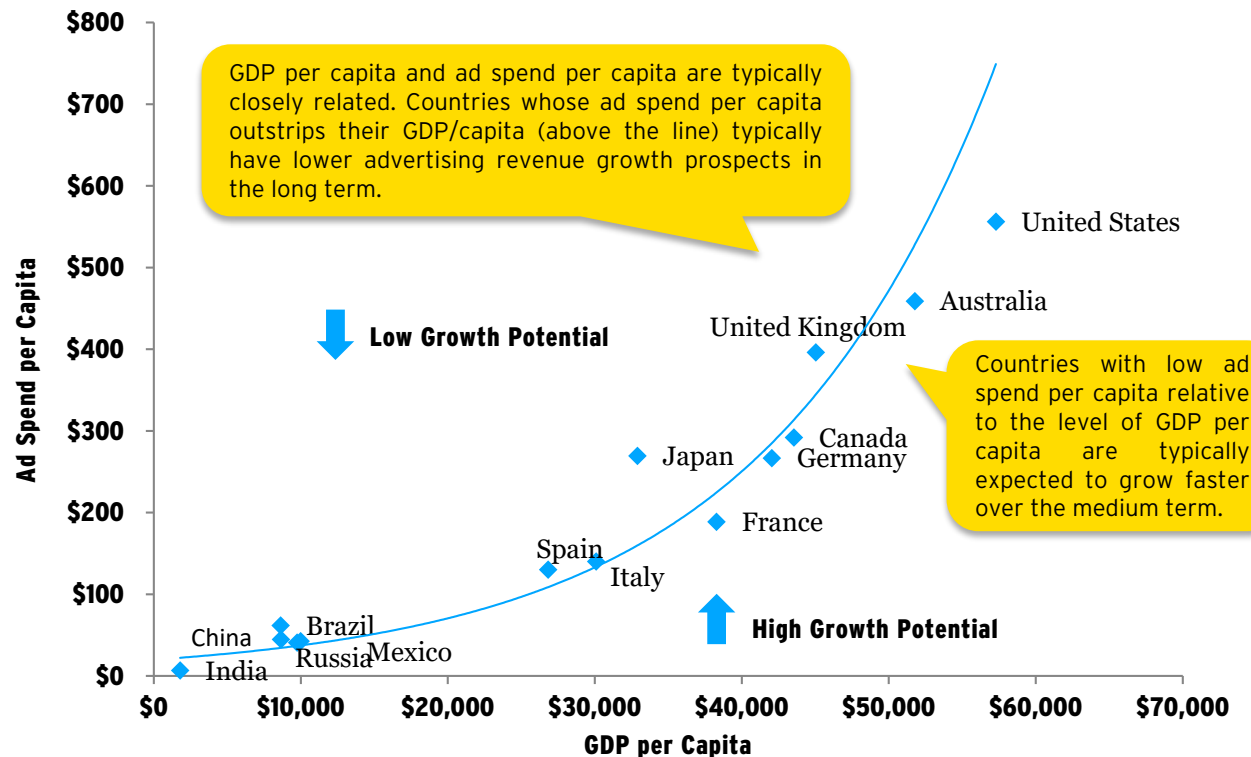 $800
$700
$600
$500
$400
$300
$200
$100
$0
Ad Spend per Capita
GDP per capita and ad spend per capita are typically
closely related. Countries whose ad spend per capita
outstrips their GDP/capita (above the line) typically
have lower advertising revenue growth prospects in
the long term.
United States
Australia
United Kingdom
Low Growth Potential
Countries with low ad
spend per capita relative
to the level of GDP per
capita are typically
expected to grow faster
over the medium term.
Canada
Germany
Japan
France
Spain
Italy
High Growth Potential
China
Brazil
Russia
Mexico
India
$0
$10,000
$20,000
$30,000
$40,000
$50,000
$60,000
$70,000
GDP per Capita